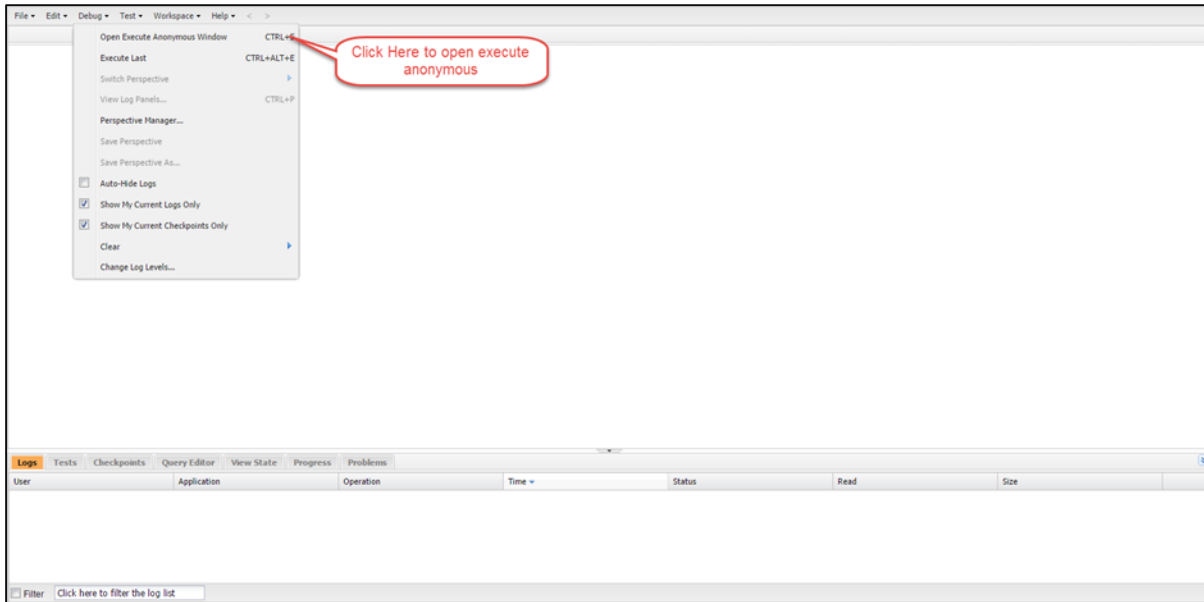 File Edit Debug Test Workspace Help < >
Open Execute Anonymous Window CTRL+E
Execute Last CTRL+ALT+E
Switch Perspective
View Log Panels... CTRL+P
Perspective Manager...
Save Perspective
Save Perspective As...
Auto-Hide Logs
Show My Current Logs Only
Show My Current Checkpoints Only
Clear
Change Log Levels...
Click Here to open execute
anonymous
Logs Tests Checkpoints Query Editor View State Progress Problems
User Application Operation Time Status Read Size
Filter Click here to filter the log list